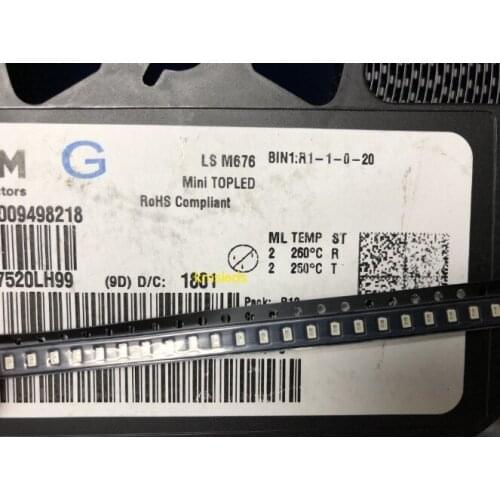 M G
LS M676 BIN1:R1-1-0-20
Mini TOPLED
ctors
RoHS Compliant
009498218
ML TEMP ST
2 260°C R
2 250°C T
7520LH99 (9D) D/C: 1801